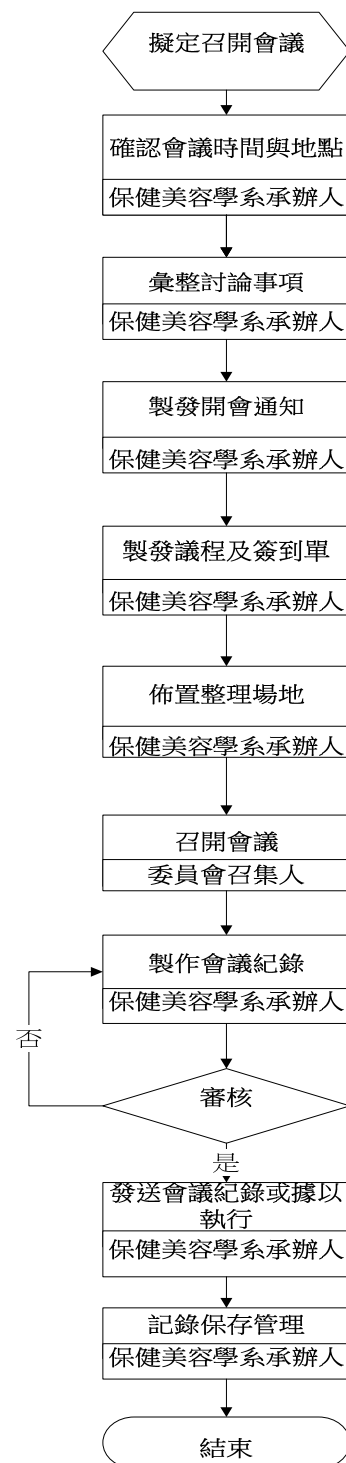 擬定召開會議
確認會議時間與地點
保健美容學系承辦人
彙整討論事項
保健美容學系承辦人
製發開會通知
保健美容學系承辦人
製發議程及簽到單
保健美容學系承辦人
佈置整理場地
保健美容學系承辦人
召開會議
委員會召集人
製作會議紀錄
保健美容學系承辦人
否
審核
是
發送會議紀錄或據以
執行
保健美容學系承辦人
記錄保存管理
保健美容學系承辦人
結束